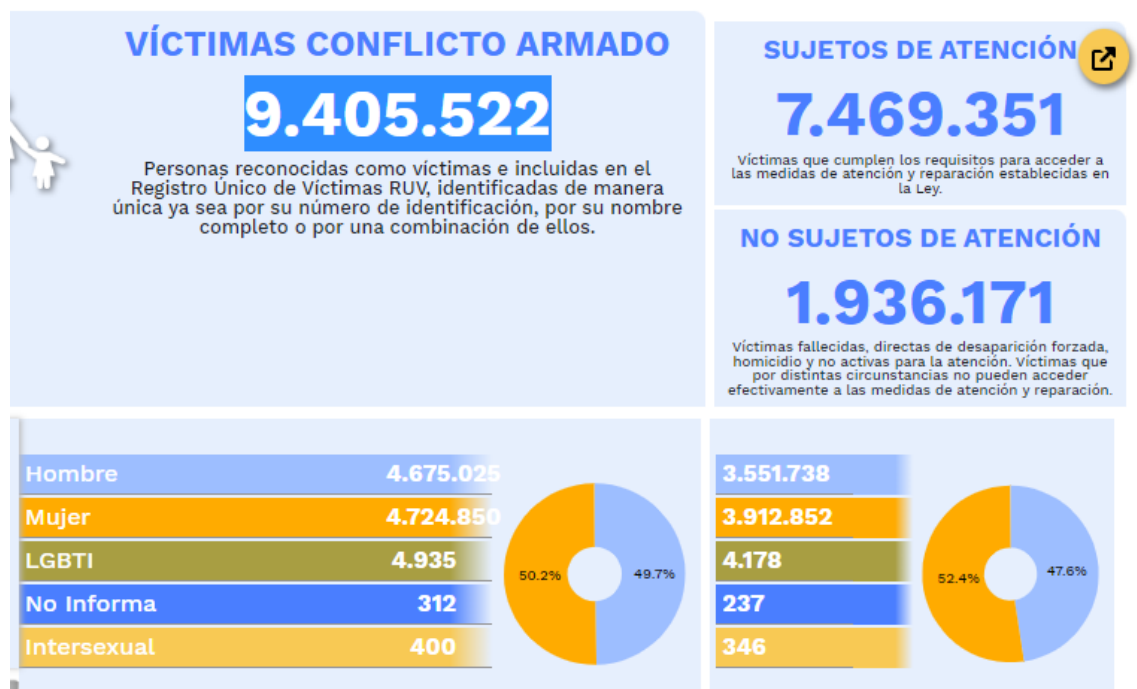 VÍCTIMAS CONFLICTO ARMADO
9.405.522
Personas reconocidas como víctimas e incluidas en el
Registro Único de Víctimas RUV, identificadas de manera
única ya sea por su número de identificación, por su nombre
completo o por una combinación de ellos.
SUJETOS DE ATENCIÓN
7.469.351
Víctimas que cumplen los requisitos para acceder a
las medidas de atención y reparación establecidas en
la Ley.
NO SUJETOS DE ATENCIÓN
1.936.171
Víctimas fallecidas, directas de desaparición forzada,
homicidio y no activas para la atención. Víctimas que
por distintas circunstancias no pueden acceder
efectivamente a las medidas de atención y reparación.
Hombre 4.675.025
Mujer 4.724.850
LGBTI 4.935
No Informa 312
Intersexual 400
50.2% 49.7%
3.551.738
3.912.852
4.178
237
346
52.4% 47.6%